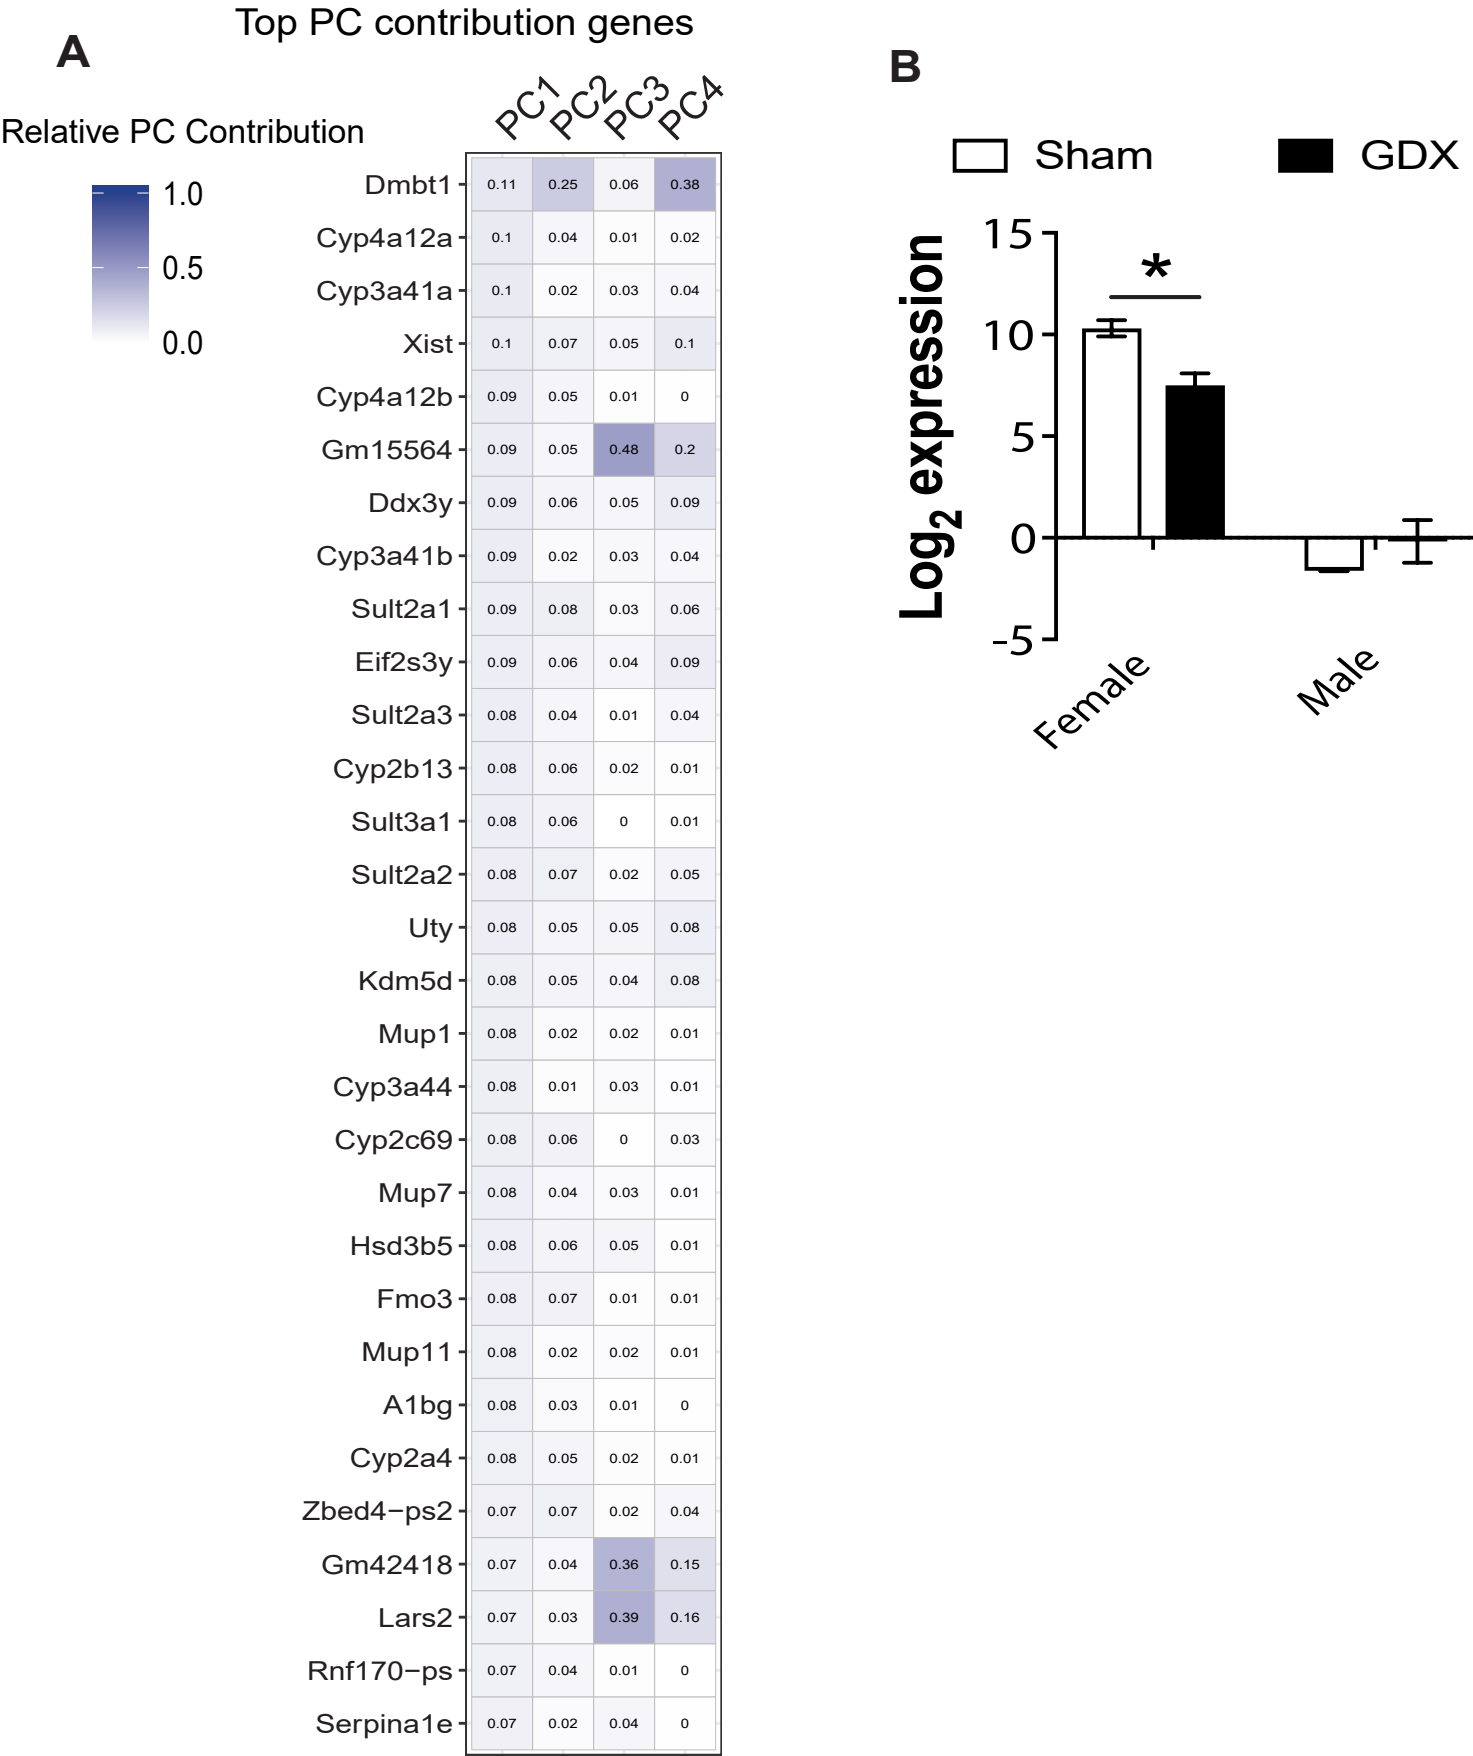 Top PC contribution genes
A
PC1 PC2 PC3 PC4
Relative PC Contribution
1.0
0.5
0.0
Dmbt1 0.11 0.25 0.06 0.38
Cyp4a12a 0.1 0.04 0.01 0.02
Cyp3a41a 0.1 0.02 0.03 0.04
Xist 0.1 0.07 0.05 0.1
Cyp4a12b 0.09 0.05 0.01 0
Gm15564 0.09 0.05 0.48 0.2
Ddx3y 0.09 0.06 0.05 0.09
Cyp3a41b 0.09 0.02 0.03 0.04
Sult2a1 0.09 0.08 0.03 0.06
Eif2s3y 0.09 0.06 0.04 0.09
Sult2a3 0.08 0.04 0.01 0.04
Cyp2b13 0.08 0.06 0.02 0.01
Sult3a1 0.08 0.06 0 0.01
Sult2a2 0.08 0.07 0.02 0.05
Uty 0.08 0.05 0.05 0.08
Kdm5d 0.08 0.05 0.04 0.08
Mup1 0.08 0.02 0.02 0.01
Cyp3a44 0.08 0.01 0.03 0.01
Cyp2c69 0.08 0.06 0 0.03
Mup7 0.08 0.04 0.03 0.01
Hsd3b5 0.08 0.06 0.05 0.01
Fmo3 0.08 0.07 0.01 0.01
Mup11 0.08 0.02 0.02 0.01
A1bg 0.08 0.03 0.01 0
Cyp2a4 0.08 0.05 0.02 0.01
Zbed4−ps2 0.07 0.07 0.02 0.04
Gm42418 0.07 0.04 0.36 0.15
Lars2 0.07 0.03 0.39 0.16
Rnf170−ps 0.07 0.04 0.01 0
Serpina1e 0.07 0.02 0.04 0
B
Sham GDX
Log2 expression
15
10
5
0
-5
*
Female Male